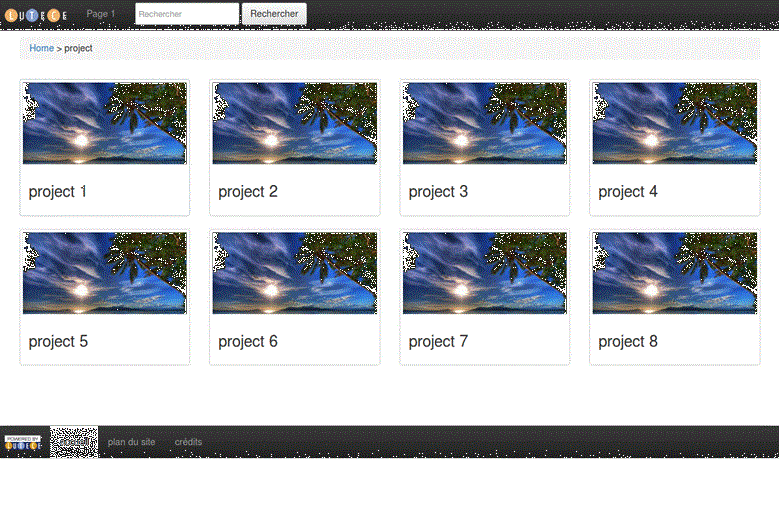 LUTECE Page 1 Rechercher Rechercher
Home > project
project 1 project 2 project 3 project 4
project 5 project 6 project 7 project 8
POWERED BY
LUTECE plan du site crédits